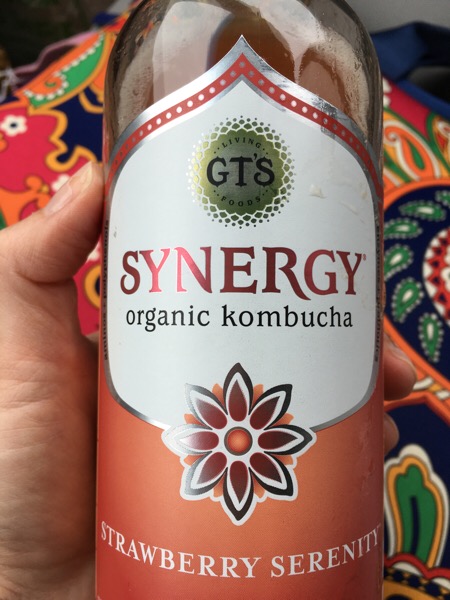 LIVING
GT'S
FOODS
SYNERGY®
organic kombucha
STRAWBERRY SERENITY